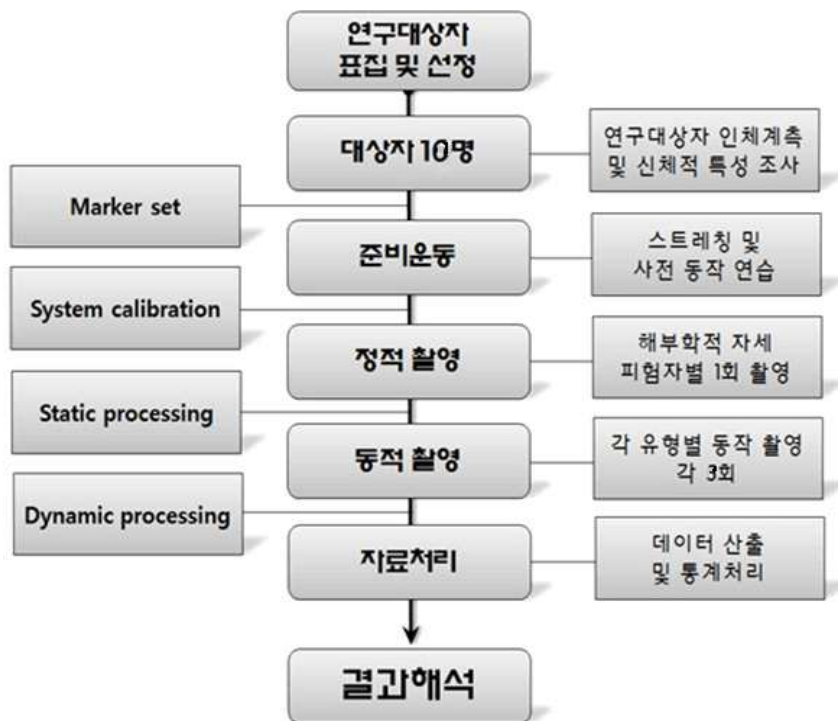 연구대상자
표집 및 선정
대상자 10명
연구대상자 인체계측
및 신체적 특성 조사
Marker set
준비운동
스트레칭 및
사전 동작 연습
System calibration
정적 촬영
해부학적 자세
피험자별 1회 촬영
Static processing
동적 촬영
각 유형별 동작 촬영
각 3회
Dynamic processing
자료처리
데이터 산출
및 통계처리
결과해석